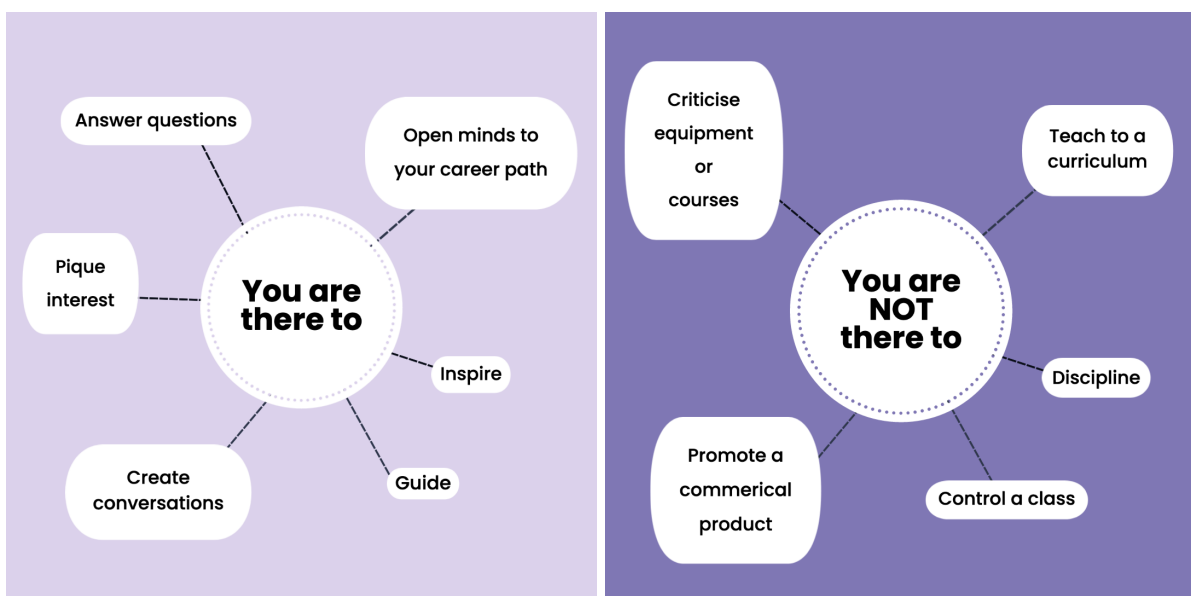 You are
there to
Answer questions
Open minds to
your career path
Pique
interest
Inspire
Create
conversations
Guide
You are
NOT
there to
Criticise
equipment
or
courses
Teach to a
curriculum
Discipline
Promote a
commerical
product
Control a class